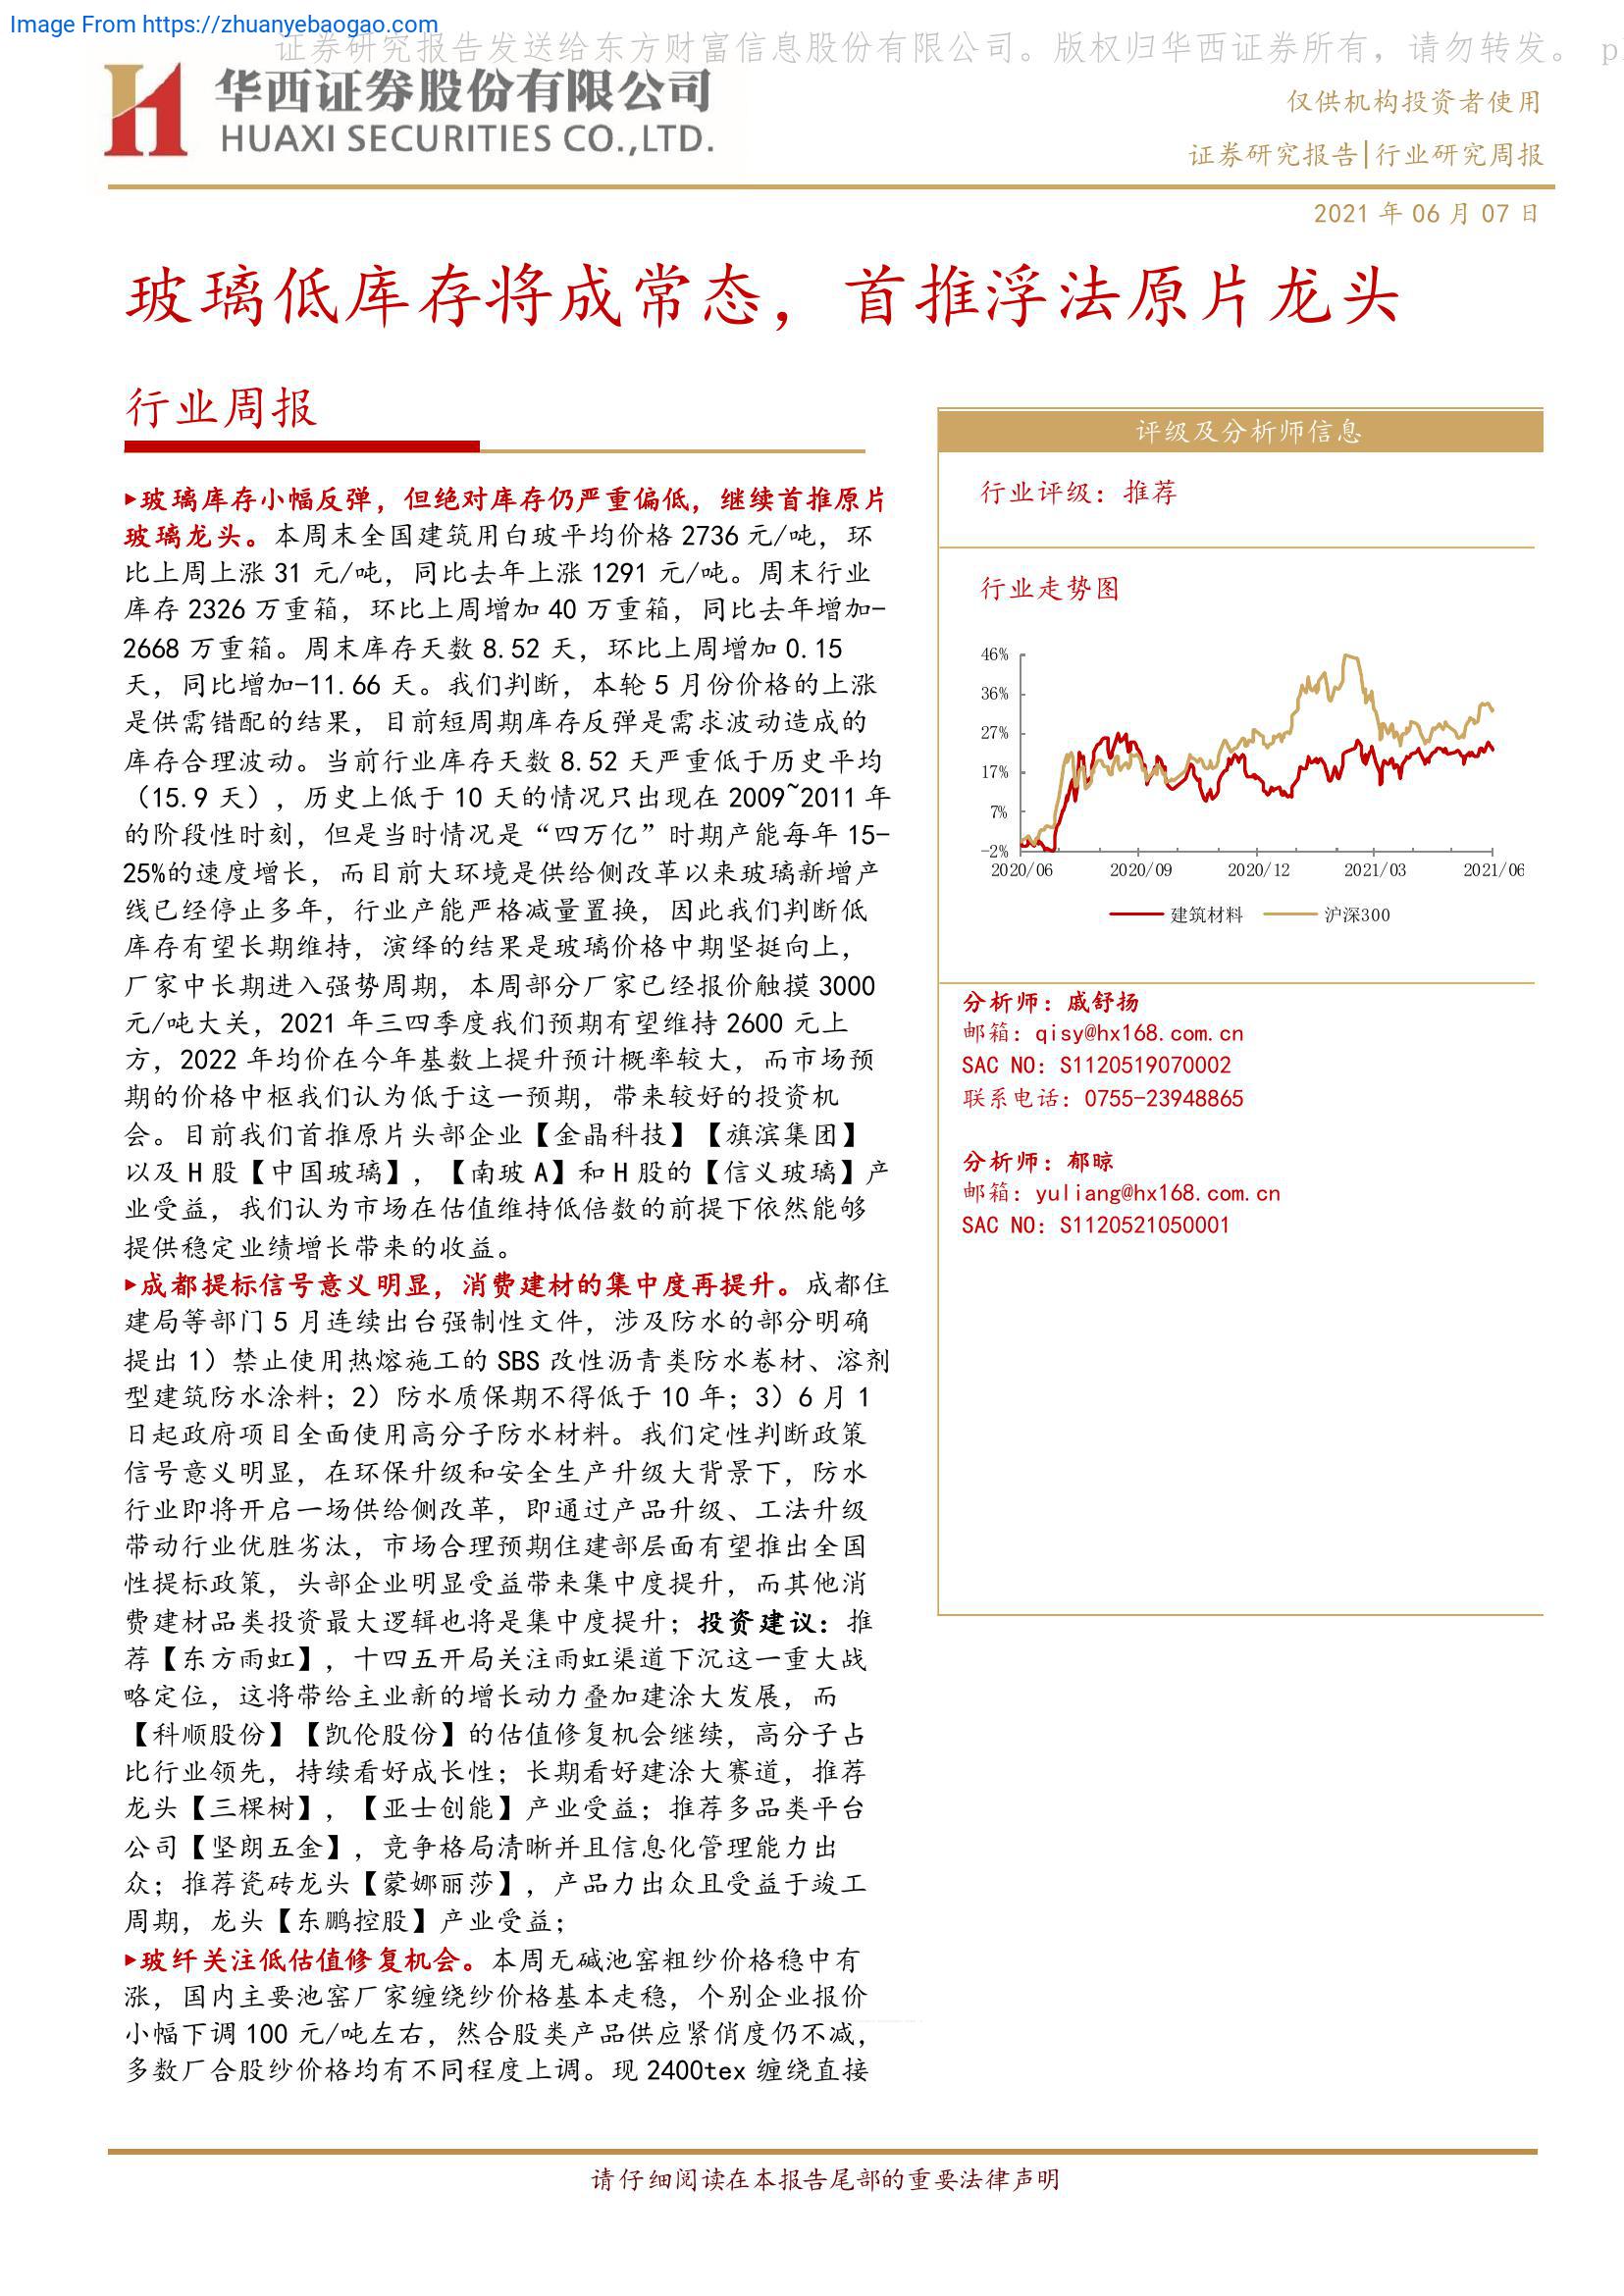 Image From https://zhuanyebaogao.com
证券研究报告发送给东方财富信息股份有限公司。版权归华西证券所有，请勿转发。 p
华西证券股份有限公司
HUAXI SECURITIES CO.,LTD.
仅供机构投资者使用
证券研究报告|行业研究周报
2021 年 06 月 07 日
玻璃低库存将成常态，首推浮法原片龙头
行业周报
▸玻璃库存小幅反弹，但绝对库存仍严重偏低，继续首推原片
玻璃龙头。本周末全国建筑用白玻平均价格 2736 元/吨，环
比上周上涨 31 元/吨，同比去年上涨 1291 元/吨。周末行业
库存 2326 万重箱，环比上周增加 40 万重箱，同比去年增加-
2668 万重箱。周末库存天数 8.52 天，环比上周增加 0.15
天，同比增加-11.66 天。我们判断，本轮 5 月份价格的上涨
是供需错配的结果，目前短周期库存反弹是需求波动造成的
库存合理波动。当前行业库存天数 8.52 天严重低于历史平均
（15.9 天），历史上低于 10 天的情况只出现在 2009~2011 年
的阶段性时刻，但是当时情况是“四万亿”时期产能每年 15-
25%的速度增长，而目前大环境是供给侧改革以来玻璃新增产
线已经停止多年，行业产能严格减量置换，因此我们判断低
库存有望长期维持，演绎的结果是玻璃价格中期坚挺向上，
厂家中长期进入强势周期，本周部分厂家已经报价触摸 3000
元/吨大关，2021 年三四季度我们预期有望维持 2600 元上
方，2022 年均价在今年基数上提升预计概率较大，而市场预
期的价格中枢我们认为低于这一预期，带来较好的投资机
会。目前我们首推原片头部企业【金晶科技】【旗滨集团】
以及 H 股【中国玻璃】，【南玻 A】和 H 股的【信义玻璃】产
业受益，我们认为市场在估值维持低倍数的前提下依然能够
提供稳定业绩增长带来的收益。
▸成都提标信号意义明显，消费建材的集中度再提升。成都住
建局等部门 5 月连续出台强制性文件，涉及防水的部分明确
提出 1）禁止使用热熔施工的 SBS 改性沥青类防水卷材、溶剂
型建筑防水涂料；2）防水质保期不得低于 10 年；3）6 月 1
日起政府项目全面使用高分子防水材料。我们定性判断政策
信号意义明显，在环保升级和安全生产升级大背景下，防水
行业即将开启一场供给侧改革，即通过产品升级、工法升级
带动行业优胜劣汰，市场合理预期住建部层面有望推出全国
性提标政策，头部企业明显受益带来集中度提升，而其他消
费建材品类投资最大逻辑也将是集中度提升；投资建议：推
荐【东方雨虹】，十四五开局关注雨虹渠道下沉这一重大战
略定位，这将带给主业新的增长动力叠加建涂大发展，而
【科顺股份】【凯伦股份】的估值修复机会继续，高分子占
比行业领先，持续看好成长性；长期看好建涂大赛道，推荐
龙头【三棵树】，【亚士创能】产业受益；推荐多品类平台
公司【坚朗五金】，竞争格局清晰并且信息化管理能力出
众；推荐瓷砖龙头【蒙娜丽莎】，产品力出众且受益于竣工
周期，龙头【东鹏控股】产业受益；
▸玻纤关注低估值修复机会。本周无碱池窑粗纱价格稳中有
涨，国内主要池窑厂家缠绕纱价格基本走稳，个别企业报价
小幅下调 100 元/吨左右，然合股类产品供应紧俏度仍不减，
多数厂合股纱价格均有不同程度上调。现 2400tex 缠绕直接
评级及分析师信息
行业评级：推荐
行业走势图
46%
36%
27%
17%
7%
-2%
2020/06 2020/09 2020/12 2021/03 2021/06
建筑材料 沪深300
分析师：戚舒扬
邮箱：qisy@hx168.com.cn
SAC NO：S1120519070002
联系电话：0755-23948865
分析师：郁晾
邮箱：yuliang@hx168.com.cn
SAC NO：S1120521050001
请仔细阅读在本报告尾部的重要法律声明